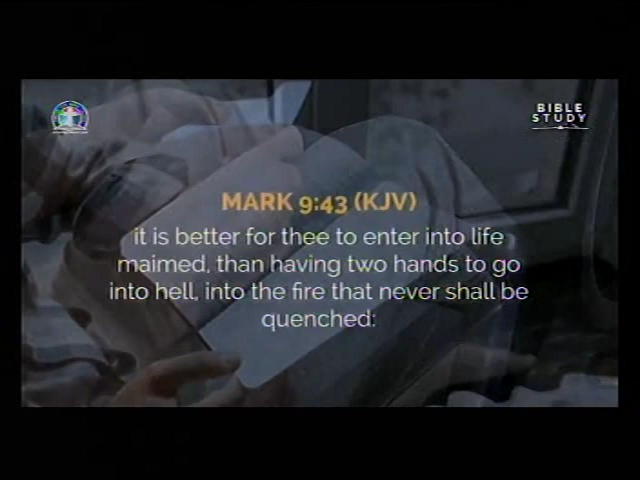 BIBLE
STUDY
MARK 9:43 (KJV)
it is better for thee to enter into life
maimed, than having two hands to go
into hell, into the fire that never shall be
quenched: